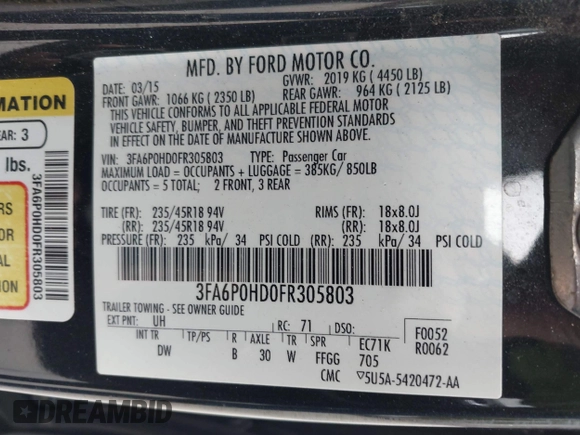 MFD. BY FORD MOTOR CO.
DATE: 03/15 GVWR: 2019 KG ( 4450 LB)
FRONT GAWR: 1066 KG ( 2350 LB) REAR GAWR: 964 KG ( 2125 LB)
THIS VEHICLE CONFORMS TO ALL APPLICABLE FEDERAL MOTOR
VEHICLE SAFETY, BUMPER, AND THEFT PREVENTION STANDARDS
IN EFFECT ON THE DATE OF MANUFACTURE SHOWN ABOVE.
VIN: 3FA6P0HD0FR305803 TYPE: Passenger Car
MAXIMUM LOAD = OCCUPANTS + LUGGAGE = 385KG/ 850LB
OCCUPANTS = 5 TOTAL; 2 FRONT, 3 REAR
TIRE (FR): 235/45R18 94V RIMS (FR): 18x8.0J
(RR): 235/45R18 94V (RR): 18x8.0J
PRESSURE (FR): 235 kPa/ 34 PSI COLD (RR): 235 kPa/ 34 PSI COLD
3FA6P0HD0FR305803
TRAILER TOWING - SEE OWNER GUIDE
EXT PNT: UH RC: 71 DSO: F0052
INT TR TP/PS R AXLE TR SPR EC71K R0062
DW B 30 W FFGG 705
CMC 5U5A-5420472-AA
MATION
EAR: 3
lbs.
3FA6P0HD0FR305803
RS
OR
AL
ION
DREAMBID